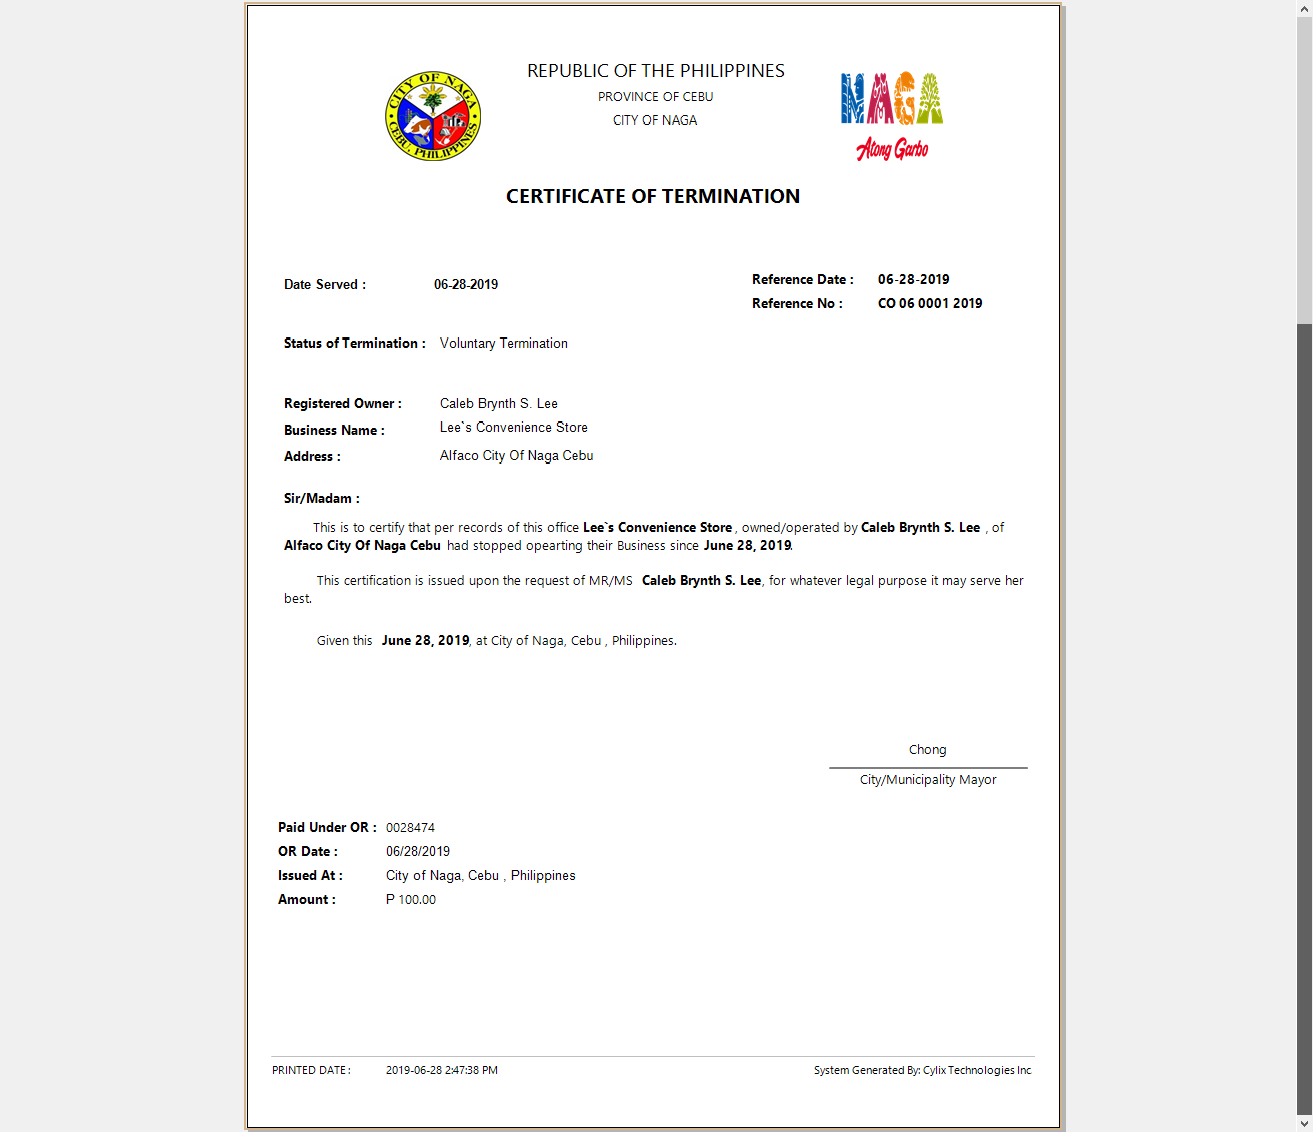 REPUBLIC OF THE PHILIPPINES
PROVINCE OF CEBU
CITY OF NAGA
CITY OF NAGA
CEBU, PHILIPPINES
NAGA
Atong Garbo
CERTIFICATE OF TERMINATION
Date Served : 06-28-2019
Reference Date : 06-28-2019
Reference No : CO 06 0001 2019
Status of Termination : Voluntary Termination
Registered Owner : Caleb Brynth S. Lee
Business Name : Lee`s Convenience Store
Address : Alfaco City Of Naga Cebu
Sir/Madam :
This is to certify that per records of this office Lee`s Convenience Store , owned/operated by Caleb Brynth S. Lee , of
Alfaco City Of Naga Cebu had stopped opearting their Business since June 28, 2019.
This certification is issued upon the request of MR/MS Caleb Brynth S. Lee, for whatever legal purpose it may serve her
best.
Given this June 28, 2019, at City of Naga, Cebu , Philippines.
Chong
City/Municipality Mayor
Paid Under OR : 0028474
OR Date : 06/28/2019
Issued At : City of Naga, Cebu , Philippines
Amount : P 100.00
PRINTED DATE : 2019-06-28 2:47:38 PM
System Generated By: Cylix Technologies Inc